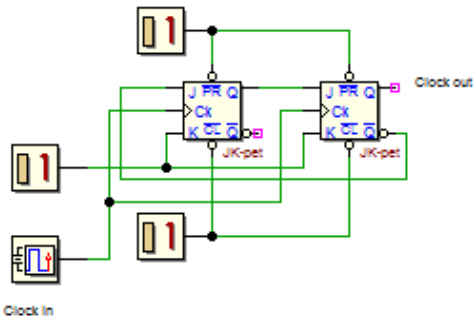 1
J PR Q
Ck
K CL Q
JK-pet
J PR Q
Ck
K CL Q
JK-pet
Clock out
1
1
Clock in